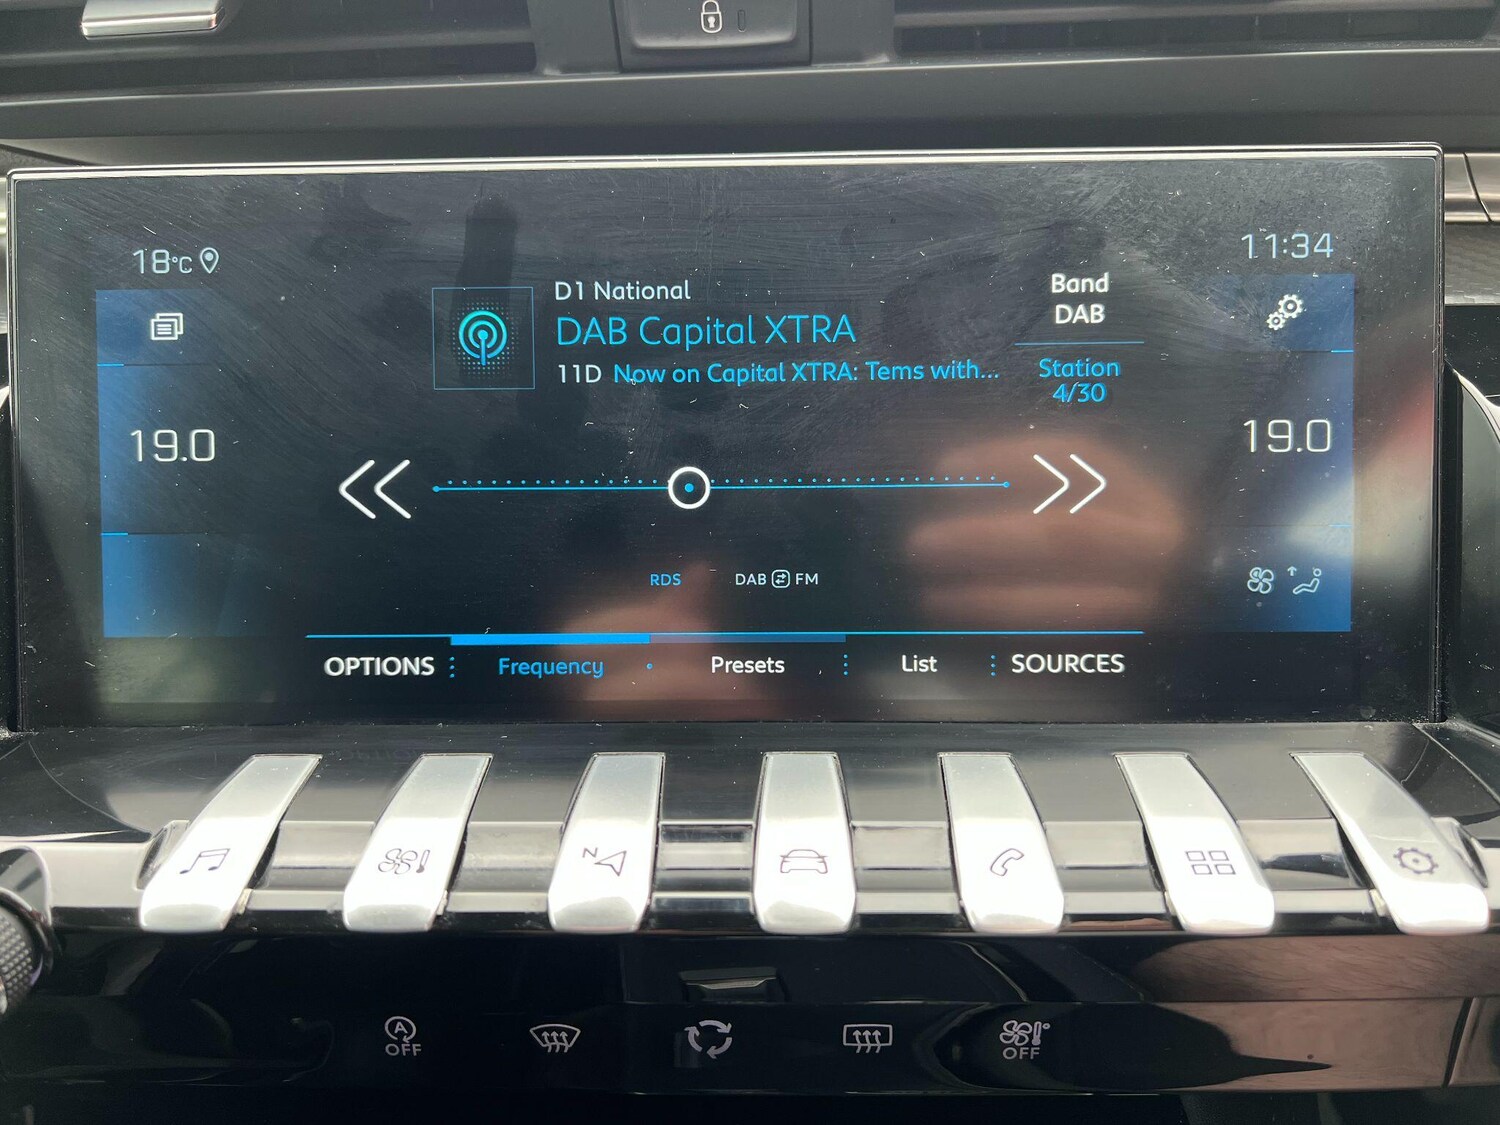 18°C
11:34
D1 National
DAB Capital XTRA
11D Now on Capital XTRA: Tems with...
Band
DAB
Station
4/30
19.0
19.0
RDS
DAB FM
OPTIONS
Frequency
Presets
List
SOURCES
N
A
OFF
OFF